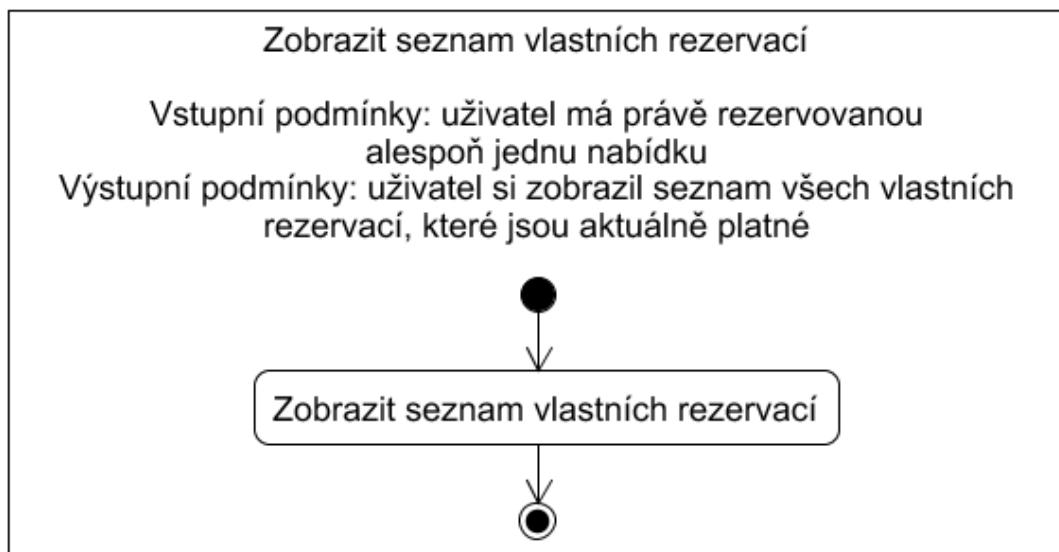 Zobrazit seznam vlastních rezervací
Vstupní podmínky: uživatel má právě rezervovanou
alespoň jednu nabídku
Výstupní podmínky: uživatel si zobrazil seznam všech vlastních
rezervací, které jsou aktuálně platné
Zobrazit seznam vlastních rezervací